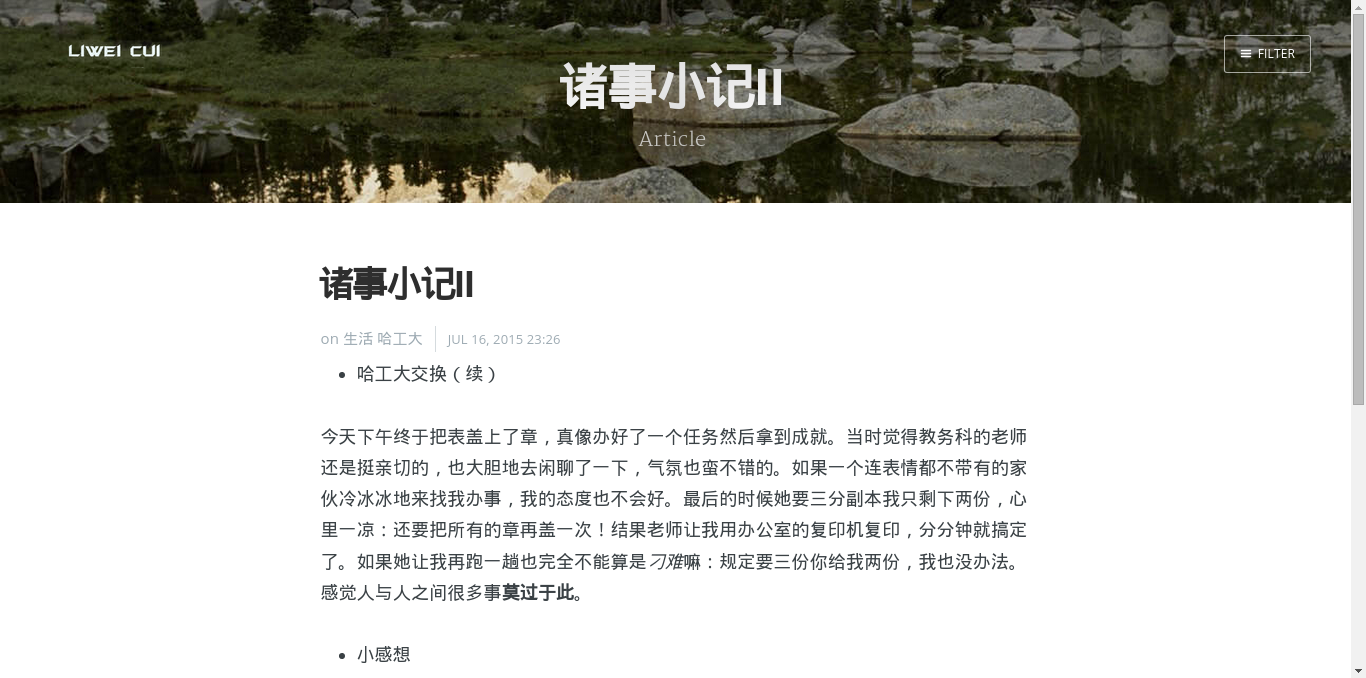 LIWEI CUI
FILTER
诸事小记II
Article
诸事小记II
on 生活 哈工大 JUL 16, 2015 23:26
哈工大交换（续）
今天下午终于把表盖上了章，真像办好了一个任务然后拿到成就。当时觉得教务科的老师
还是挺亲切的，也大胆地去闲聊了一下，气氛也蛮不错的。如果一个连表情都不带有的家
伙冷冰冰地来找我办事，我的态度也不会好。最后的时候她要三分副本我只剩下两份，心
里一凉：还要把所有的章再盖一次！结果老师让我用办公室的复印机复印，分分钟就搞定
了。如果她让我再跑一趟也完全不能算是刁难嘛：规定要三份你给我两份，我也没办法。
感觉人与人之间很多事莫过于此。
小感想